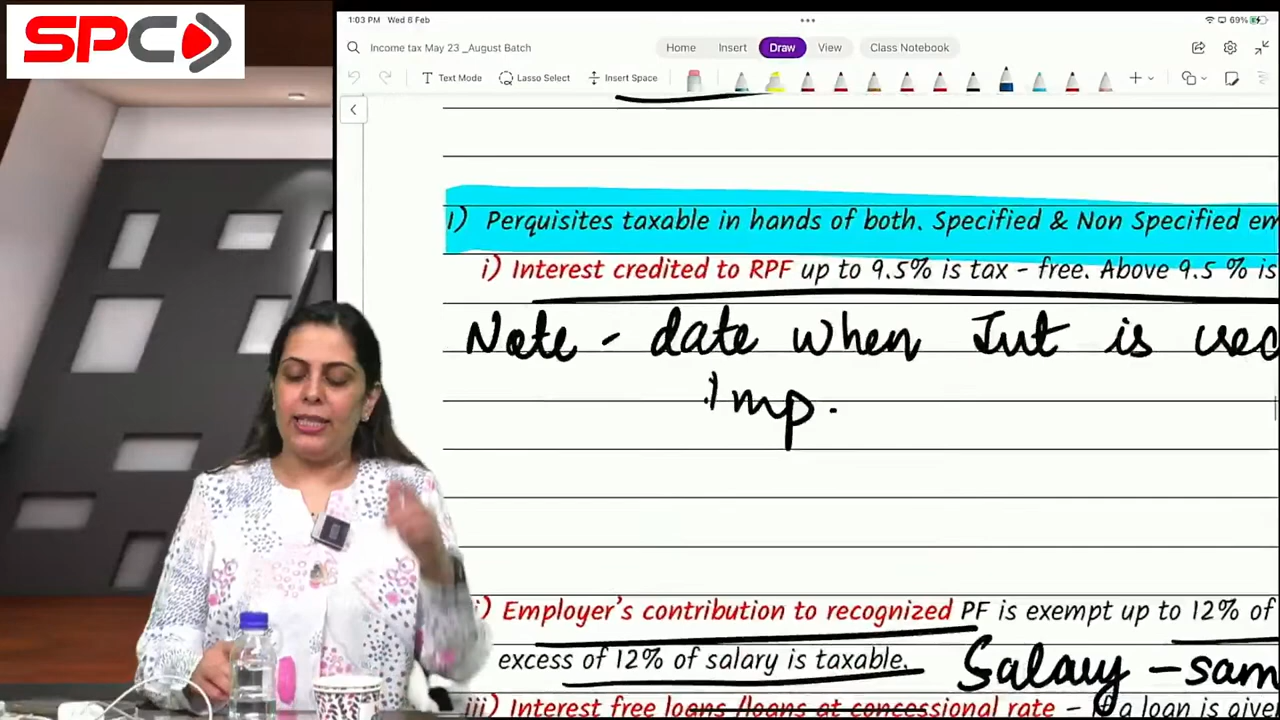 SPC
1:03 PM Wed 6 Feb
69%
Income tax May 23 _August Batch
Home Insert Draw View Class Notebook
Text Mode Lasso Select Insert Space
1) Perquisites taxable in hands of both. Specified & Non Specified em
i) Interest credited to RPF up to 9.5% is tax - free. Above 9.5 % is
Note - date when Int is
imp.
i) Employer's contribution to recognized PF is exempt up to 12% of
excess of 12% of salary is taxable.
Salary - sam
iii) Interest free loans /loans at concessional rate - if a loan is give